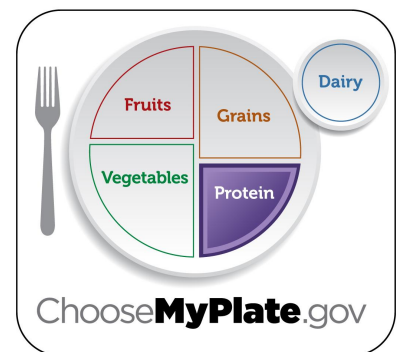 Dairy
Fruits
Grains
Vegetables
Protein
ChooseMyPlate.gov